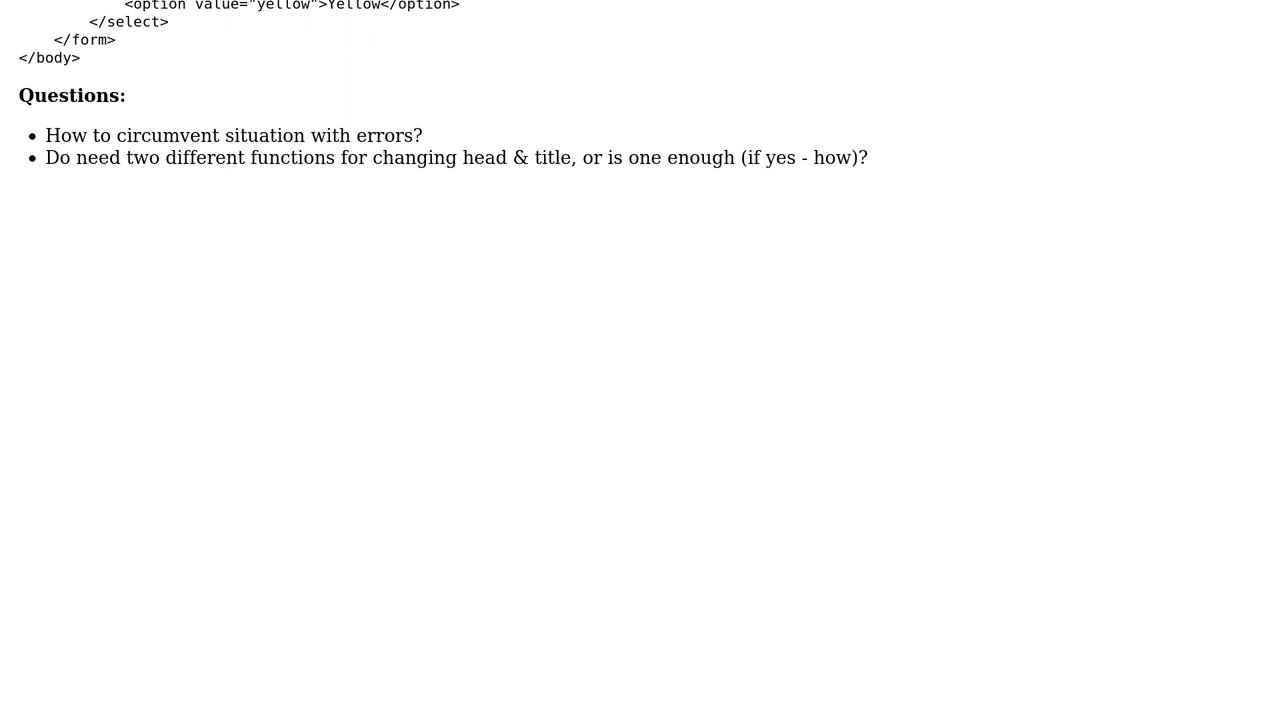 <option value="yellow">Yellow</option>
</select>
</form>
</body>
Questions:
• How to circumvent situation with errors?
• Do need two different functions for changing head & title, or is one enough (if yes - how)?